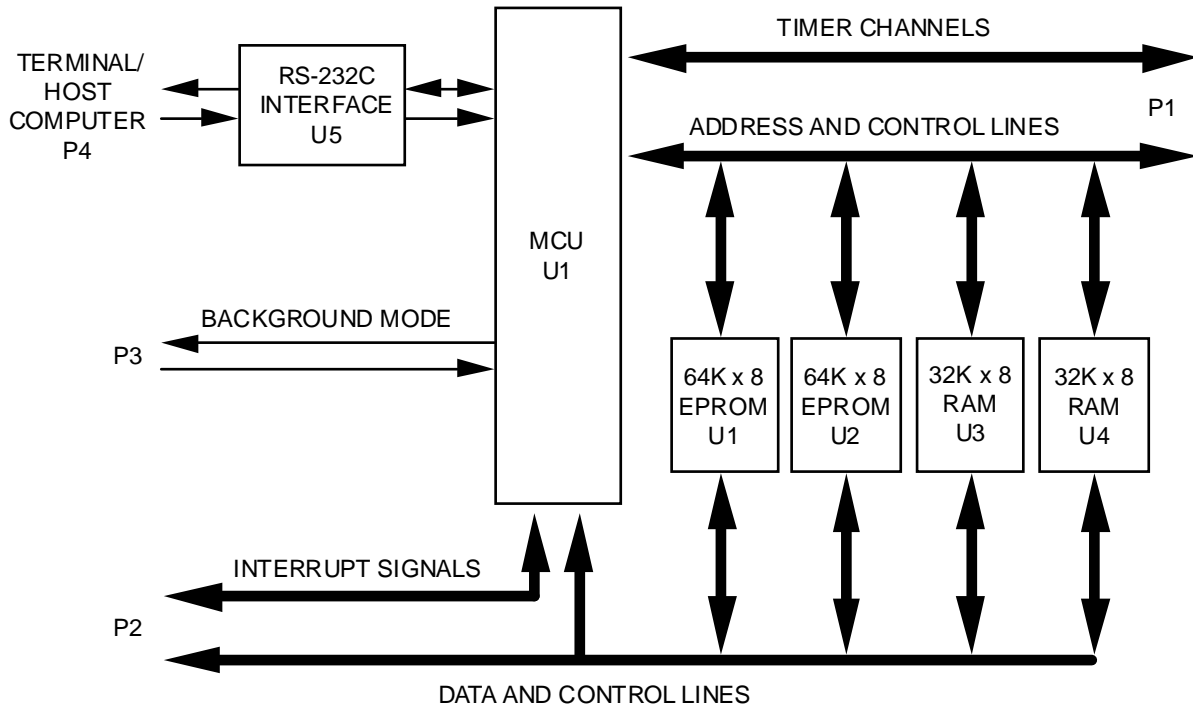 TERMINAL/
HOST
COMPUTER
P4
RS-232C
INTERFACE
U5
MCU
U1
TIMER CHANNELS
P1
ADDRESS AND CONTROL LINES
BACKGROUND MODE
P3
64K x 8
EPROM
U1
64K x 8
EPROM
U2
32K x 8
RAM
U3
32K x 8
RAM
U4
INTERRUPT SIGNALS
P2
DATA AND CONTROL LINES